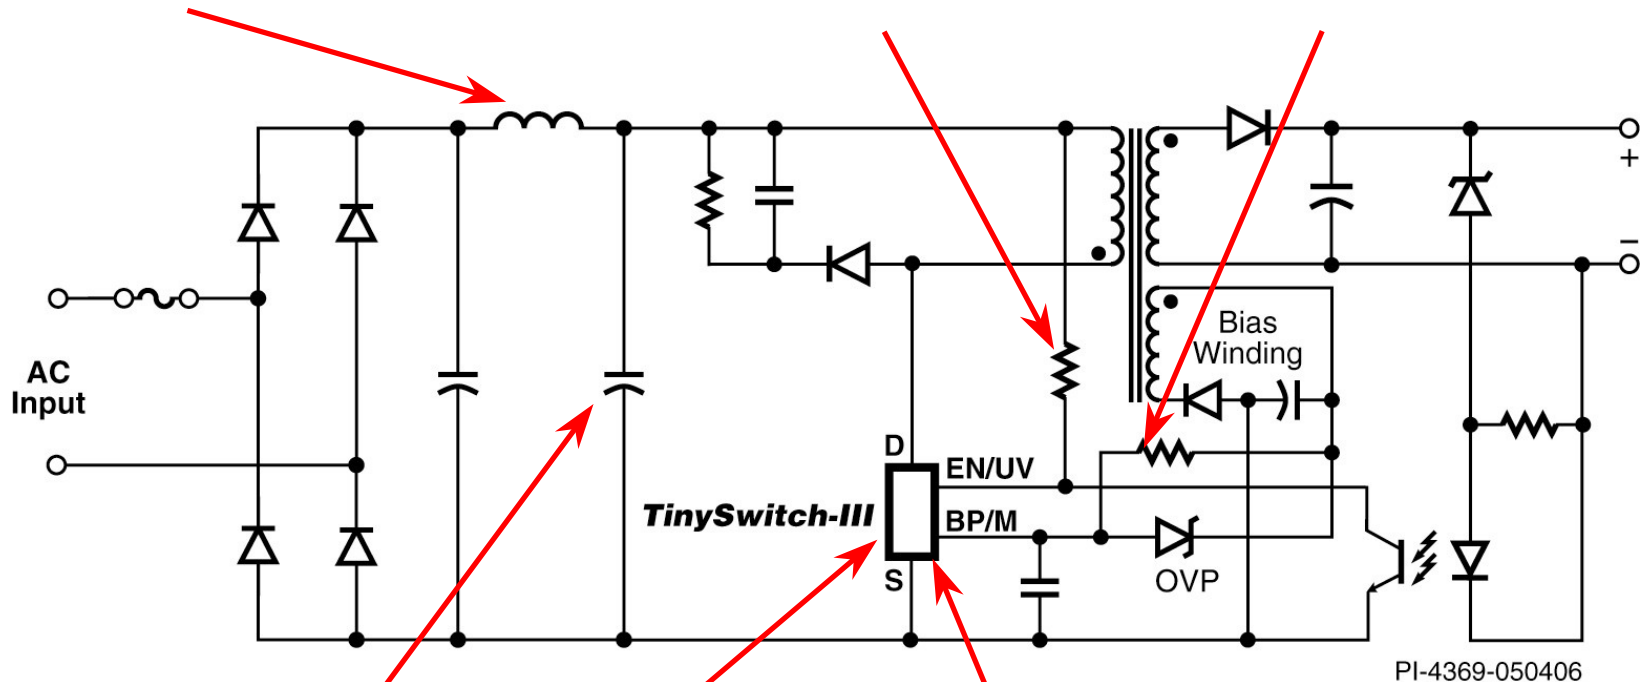 +
−
Bias
Winding
AC
Input
D
EN/UV
TinySwitch-III
BP/M
OVP
S
PI-4369-050406